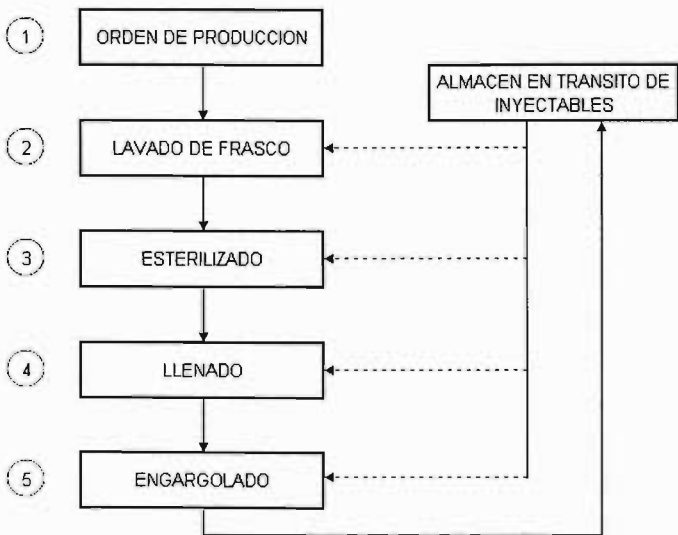 1
ORDEN DE PRODUCCION
ALMACEN EN TRANSITO DE
INYECTABLES
2
LAVADO DE FRASCO
3
ESTERILIZADO
4
LLENADO
5
ENGARGOLADO